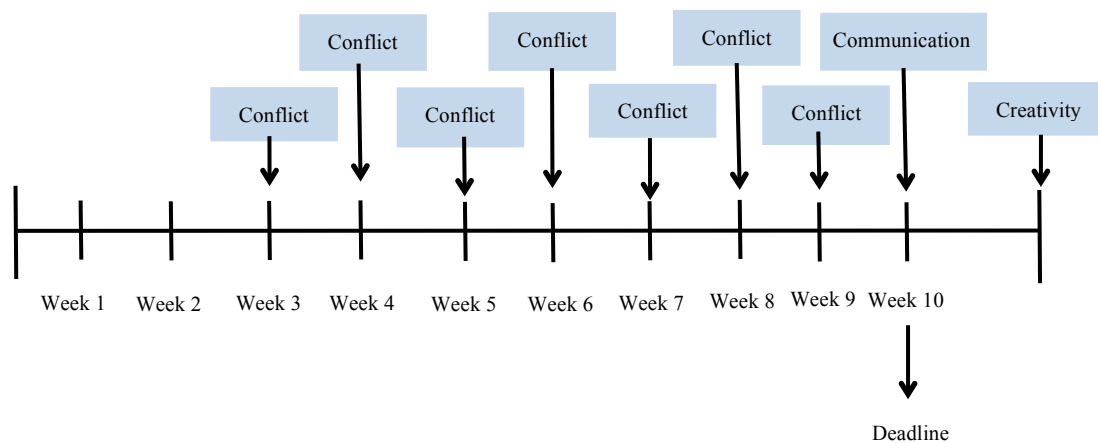 Conflict
Conflict
Conflict
Communication
Conflict
Conflict
Conflict
Conflict
Creativity
Week 1
Week 2
Week 3
Week 4
Week 5
Week 6
Week 7
Week 8
Week 9
Week 10
Deadline